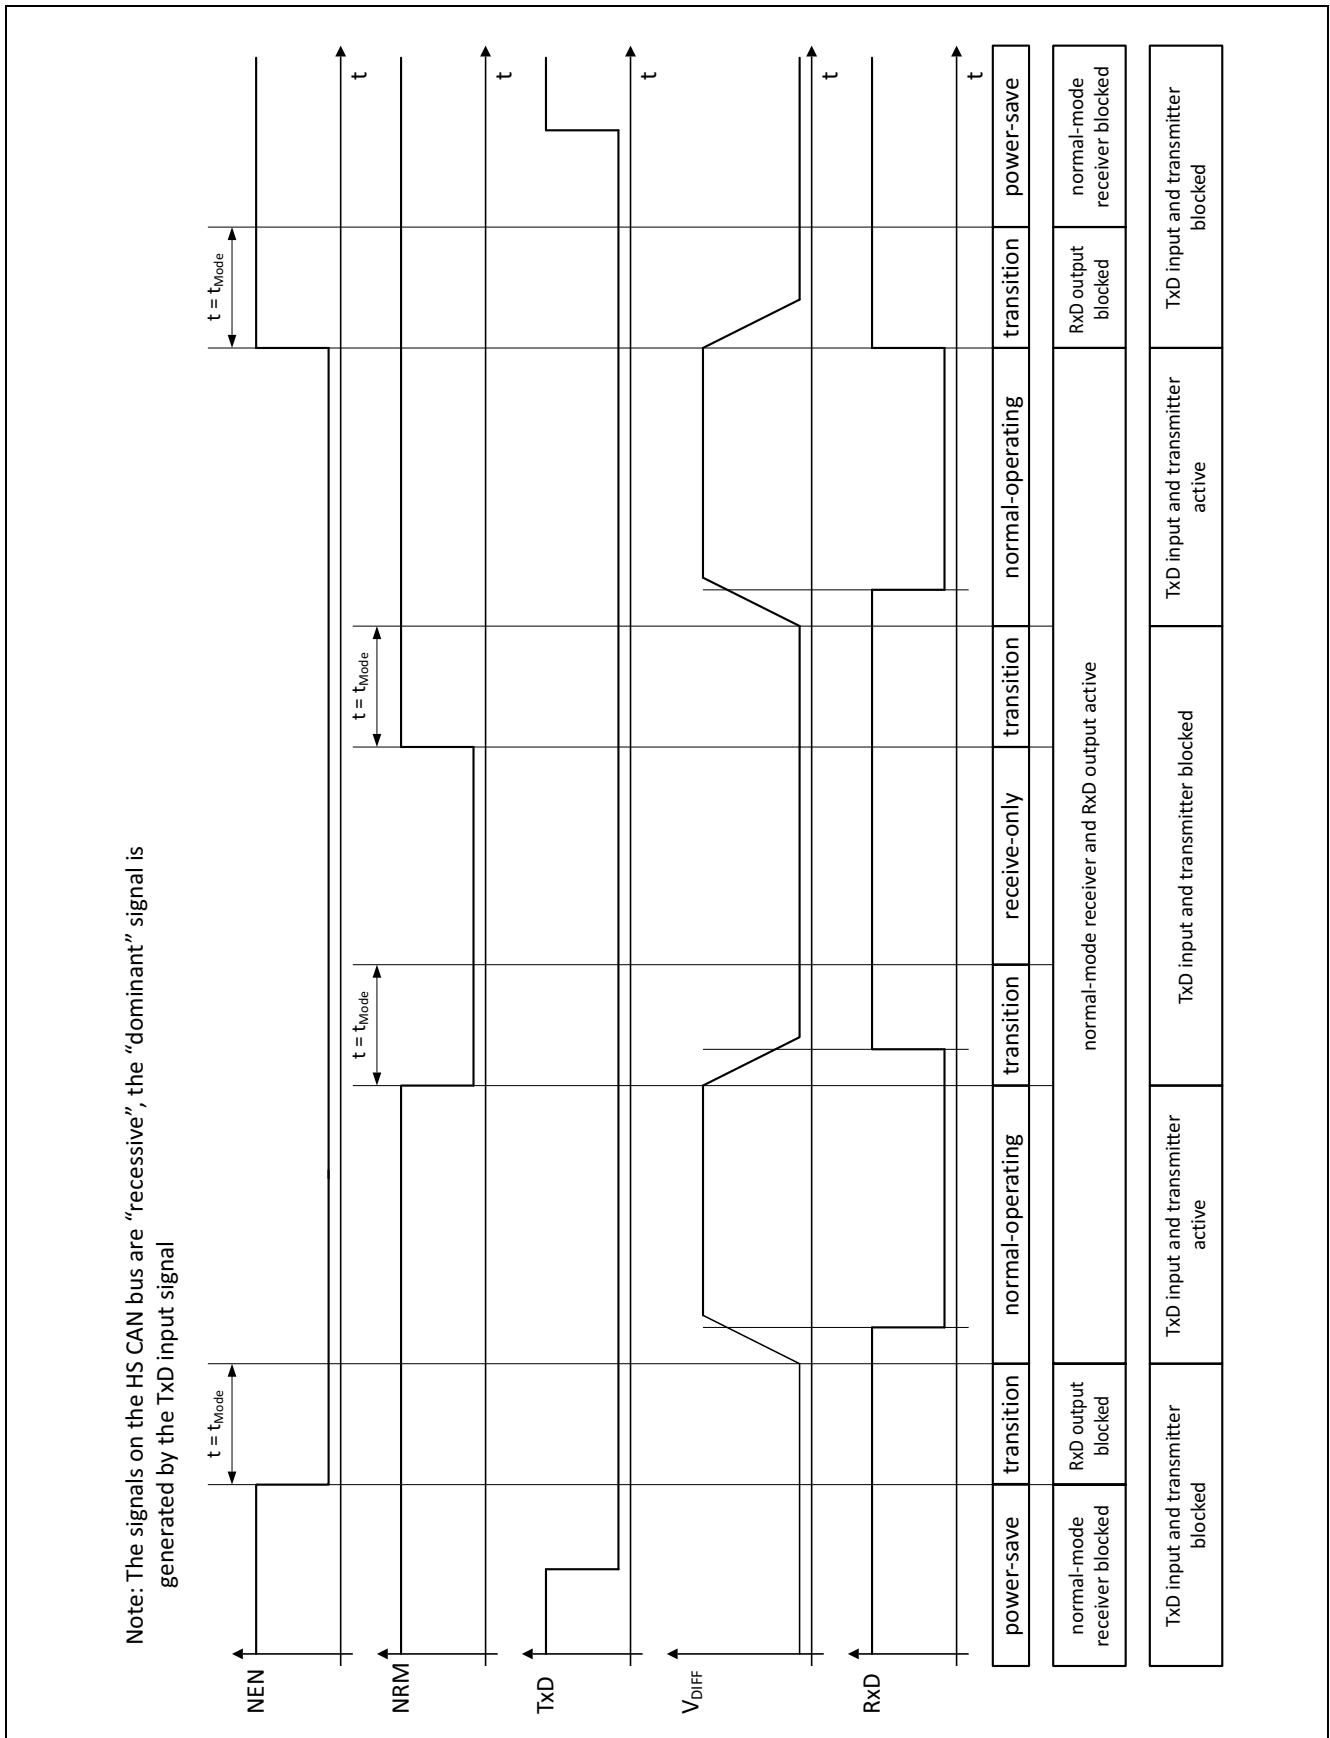 Note: The signals on the HS CAN bus are “recessive”, the “dominant” signal is
generated by the TxD input signal
NEN
t = tMode
t = tMode
t
NRM
t = tMode
t = tMode
t
TxD
t
VDIFF
t
RxD
t
power-save
transition
normal-operating
transition
receive-only
transition
normal-operating
transition
power-save
normal-mode
receiver blocked
RxD output
blocked
normal-mode receiver and RxD output active
RxD output
blocked
normal-mode
receiver blocked
TxD input and transmitter
blocked
TxD input and transmitter
active
TxD input and transmitter blocked
TxD input and transmitter
active
TxD input and transmitter
blocked